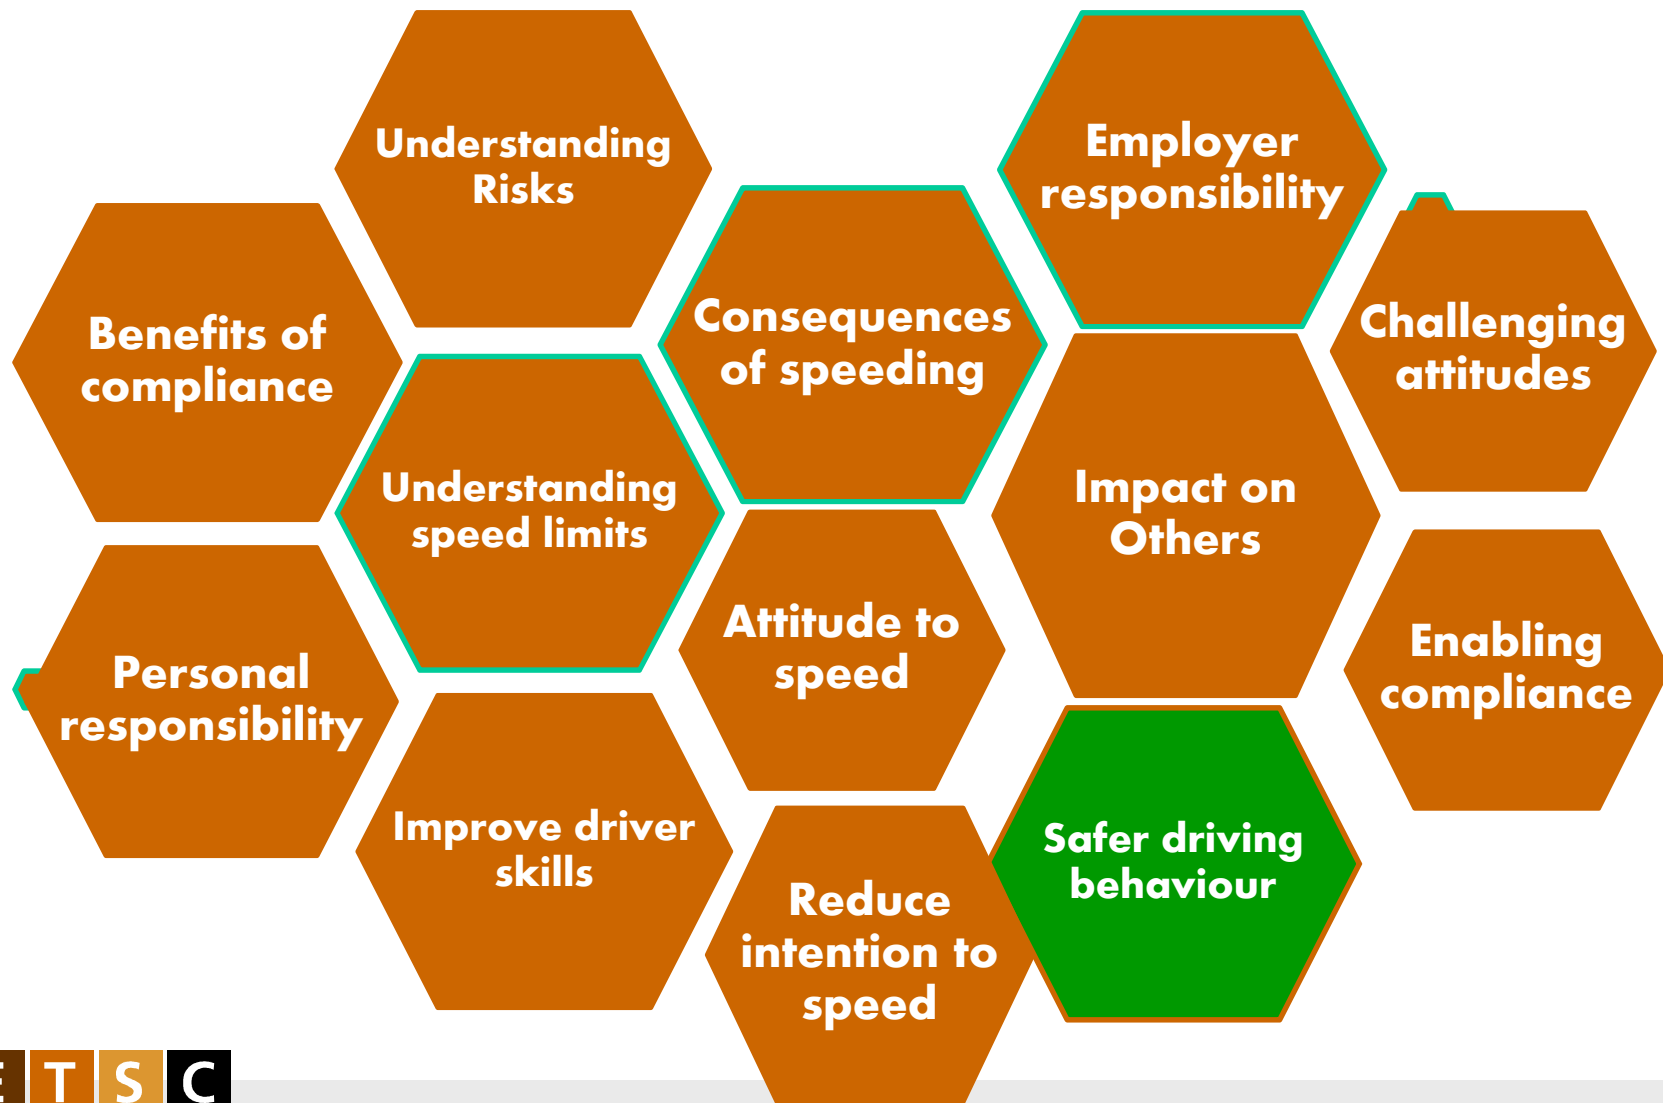 Understanding
Risks
Employer
responsibility
Benefits of
compliance
Consequences
of speeding
Challenging
attitudes
Understanding
speed limits
Impact on
Others
Attitude to
speed
Personal
responsibility
Enabling
compliance
Improve driver
skills
Safer driving
behaviour
Reduce
intention to
speed
ETSC